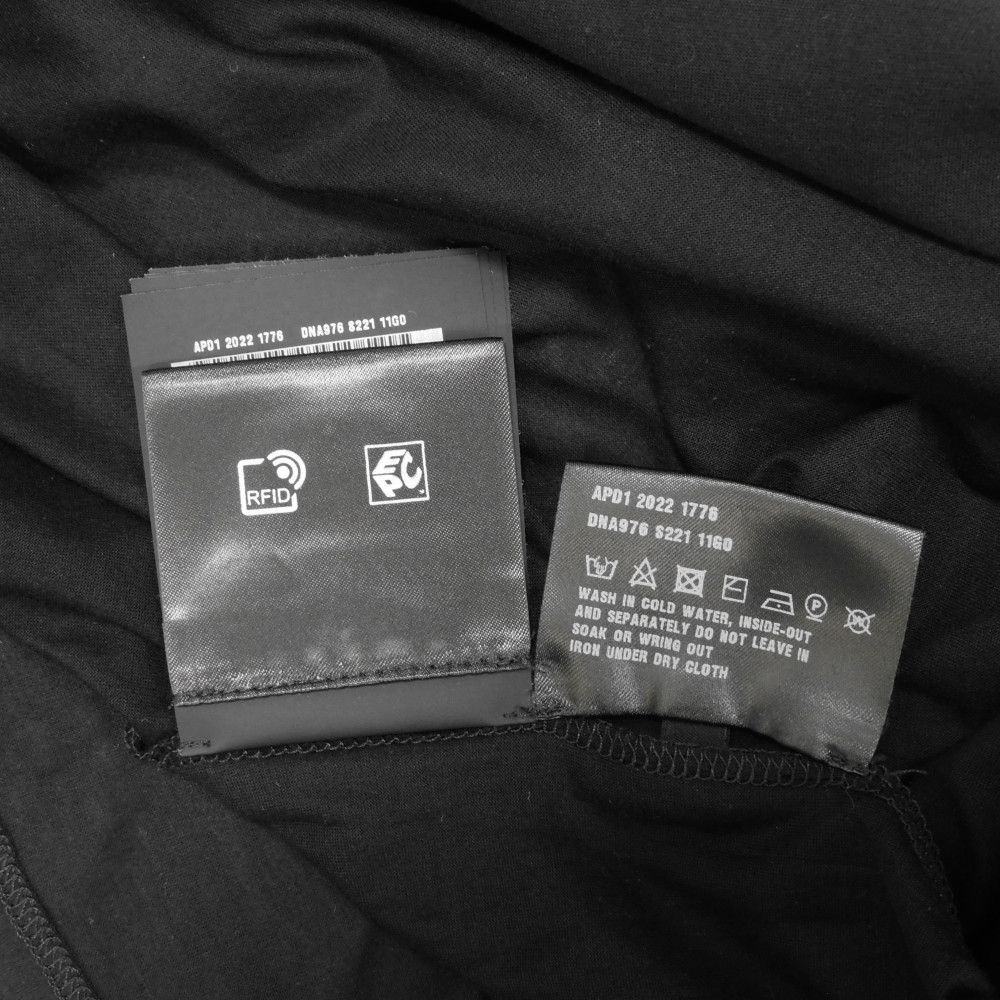 APD1 2022 1776 DNA976 S221 11G0
RFID
EPC
APD1 2022 1776
DNA976 S221 11G0
P
W
WASH IN COLD WATER, INSIDE-OUT
AND SEPARATELY DO NOT LEAVE IN
SOAK OR WRING OUT
IRON UNDER DRY CLOTH